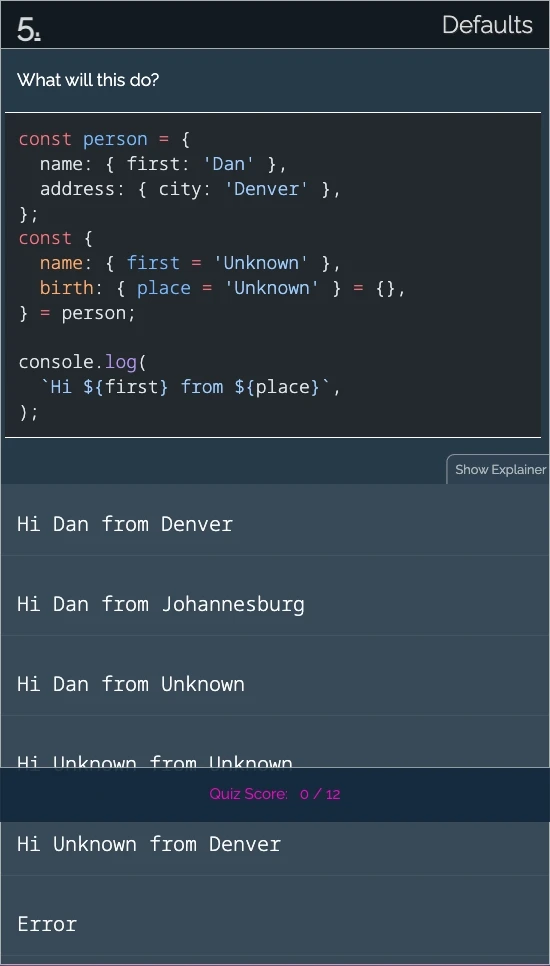 5.
Defaults
What will this do?
const person = {
  name: { first: 'Dan' },
  address: { city: 'Denver' },
};
const {
  name: { first = 'Unknown' },
  birth: { place = 'Unknown' } = {},
} = person;

console.log(
  `Hi ${first} from ${place}`,
);
Show Explainer
Hi Dan from Denver
Hi Dan from Johannesburg
Hi Dan from Unknown
Hi Unknown from Unknown
Quiz Score: 0 / 12
Hi Unknown from Denver
Error